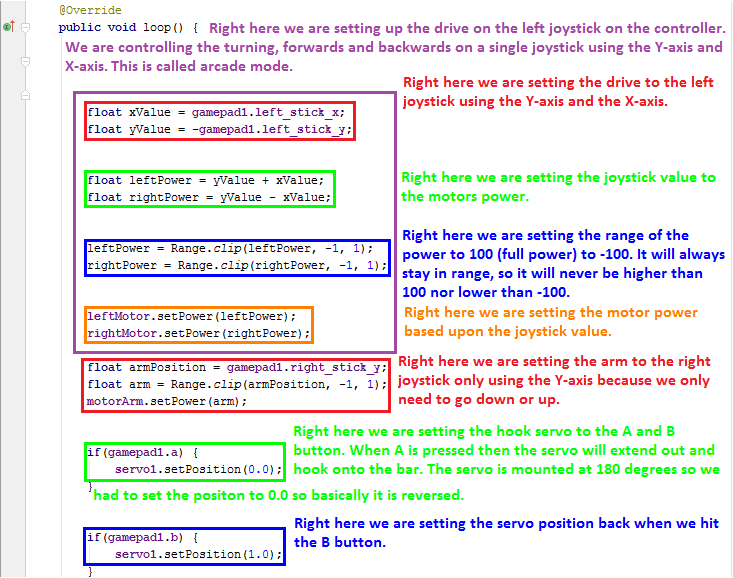 @Override
public void loop() { Right here we are setting up the drive on the left joystick on the controller.
We are controlling the turning, forwards and backwards on a single joystick using the Y-axis and
X-axis. This is called arcade mode.
Right here we are setting the drive to the left
joystick using the Y-axis and the X-axis.
float xValue = gamepad1.left_stick_x;
float yValue = -gamepad1.left_stick_y;
float leftPower = yValue + xValue;
float rightPower = yValue - xValue;
Right here we are setting the joystick value to
the motors power.
leftPower = Range.clip(leftPower, -1, 1);
rightPower = Range.clip(rightPower, -1, 1);
Right here we are setting the range of the
power to 100 (full power) to -100. It will always
stay in range, so it will never be higher than
100 nor lower than -100.
leftMotor.setPower(leftPower);
rightMotor.setPower(rightPower);
Right here we are setting the motor power
based upon the joystick value.
float armPosition = gamepad1.right_stick_y;
float arm = Range.clip(armPosition, -1, 1);
motorArm.setPower(arm);
Right here we are setting the arm to the right
joystick only using the Y-axis because we only
need to go down or up.
if(gamepad1.a) {
servo1.setPosition(0.0);
}
Right here we are setting the hook servo to the A and B
button. When A is pressed then the servo will extend out and
hook onto the bar. The servo is mounted at 180 degrees so we
had to set the positon to 0.0 so basically it is reversed.
if(gamepad1.b) {
servo1.setPosition(1.0);
}
Right here we are setting the servo position back when we hit
the B button.